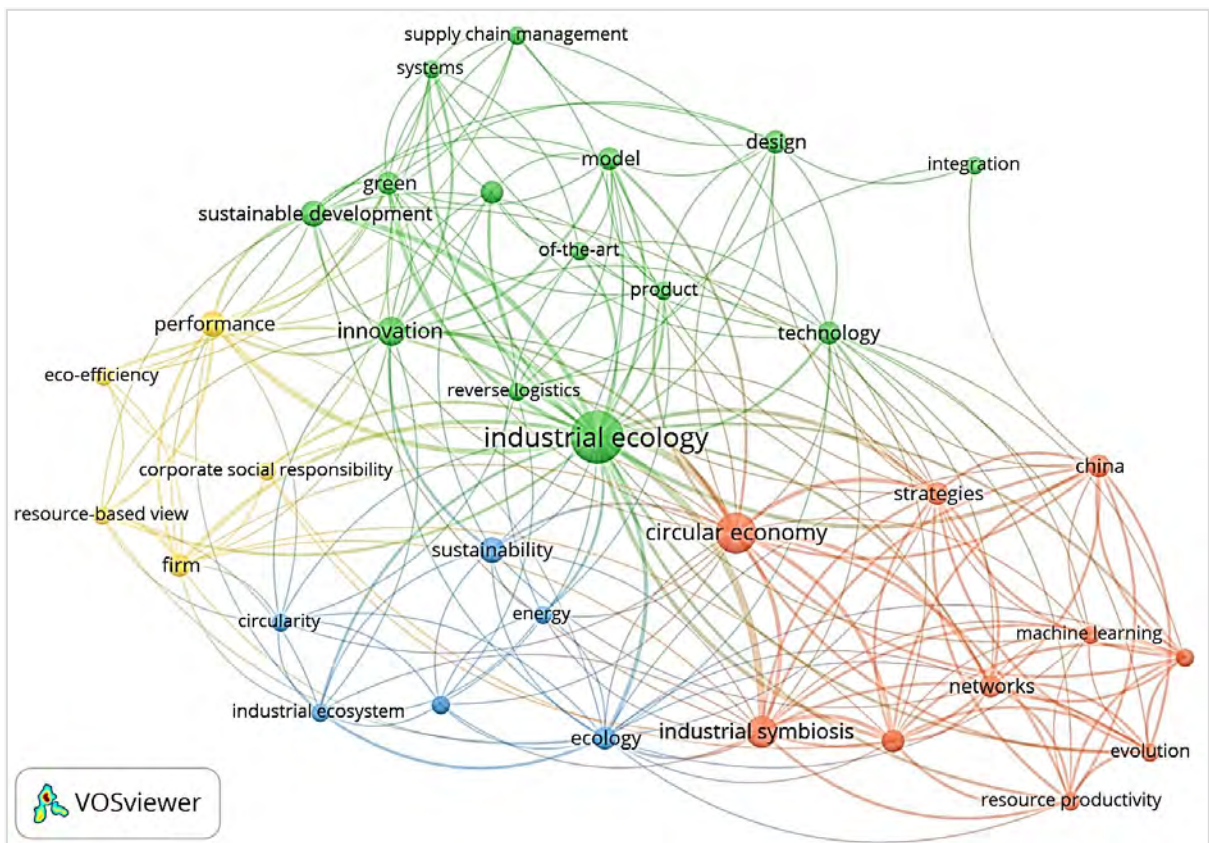 supply chain management
systems
design
model
integration
green
sustainable development
of-the-art
product
performance
innovation
technology
eco-efficiency
reverse logistics
industrial ecology
corporate social responsibility
china
strategies
resource-based view
circular economy
sustainability
firm
energy
circularity
machine learning
networks
industrial ecosystem
ecology
industrial symbiosis
evolution
resource productivity
VOSviewer